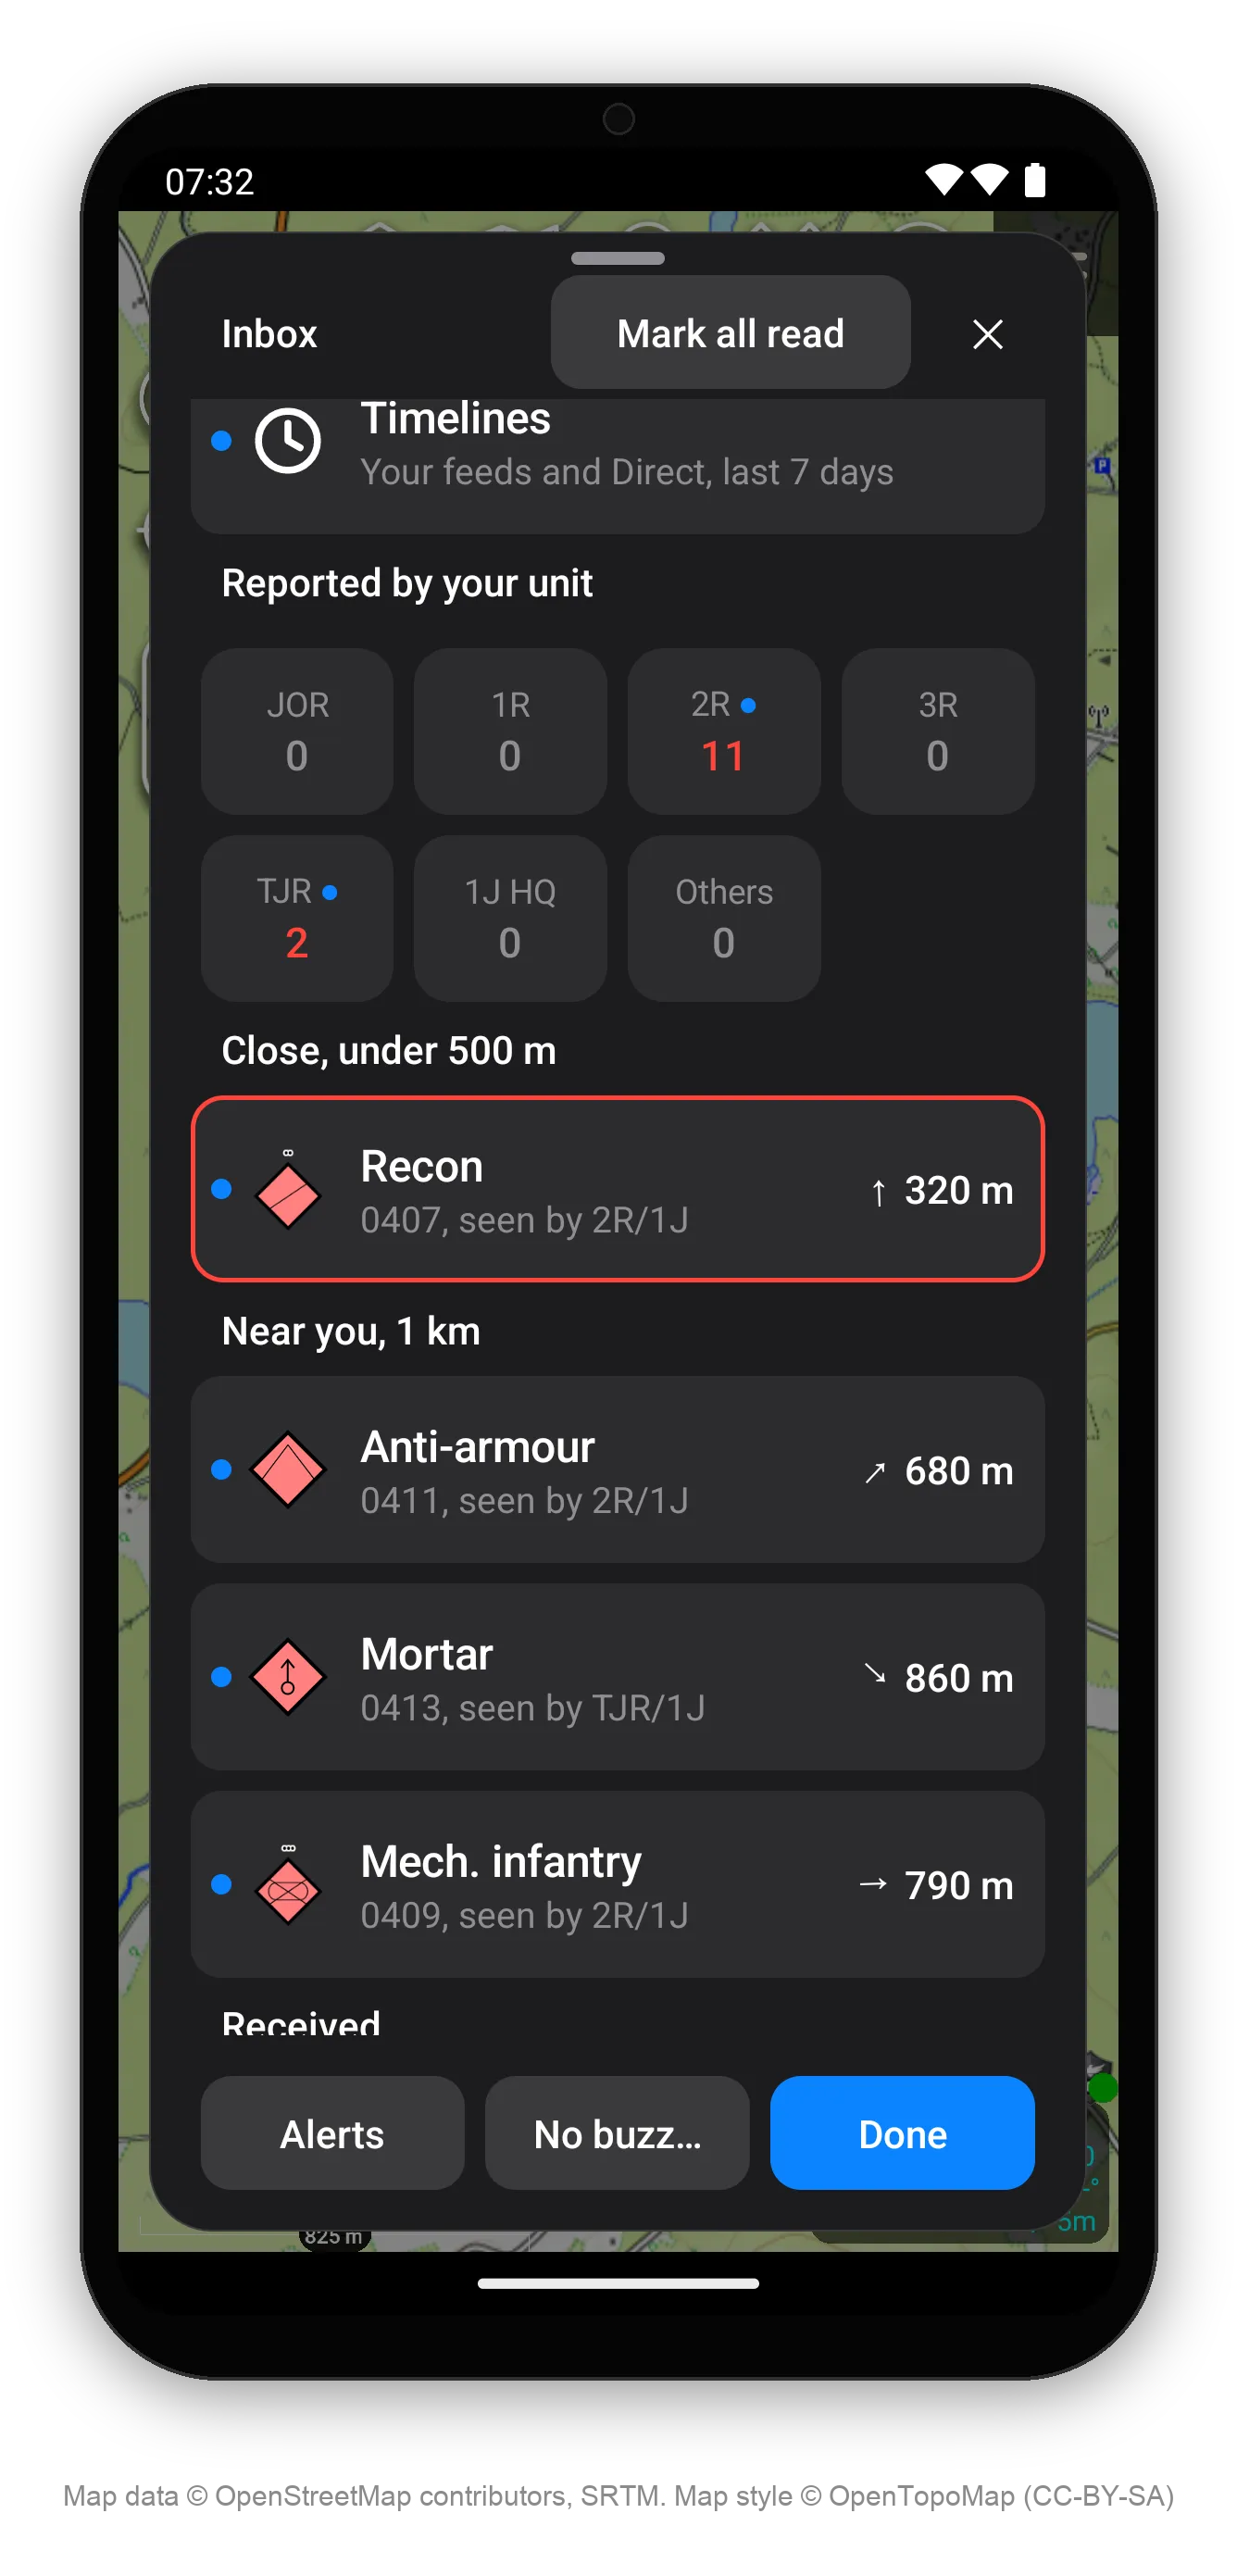 07:32
Inbox
Mark all read
Timelines
Your feeds and Direct, last 7 days
Reported by your unit
JOR
0
1R
0
2R
11
3R
0
TJR
2
1J HQ
0
Others
0
Close, under 500 m
Recon
0407, seen by 2R/1J
↑ 320 m
Near you, 1 km
Anti-armour
0411, seen by 2R/1J
↗ 680 m
Mortar
0413, seen by TJR/1J
↘ 860 m
Mech. infantry
0409, seen by 2R/1J
→ 790 m
Received
Alerts
No buzz…
Done
825 m
5m
Map data © OpenStreetMap contributors, SRTM. Map style © OpenTopoMap (CC-BY-SA)